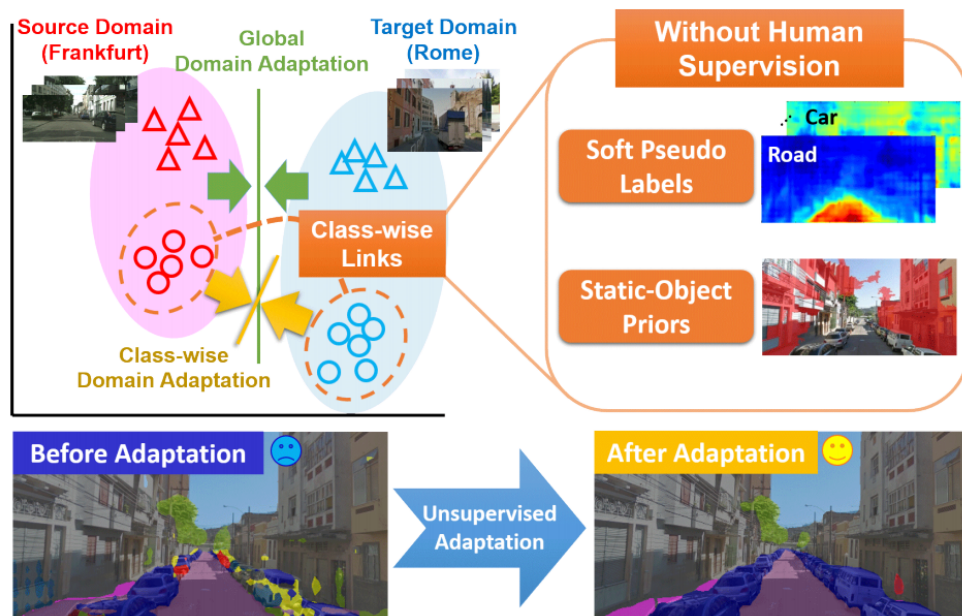 Source Domain
(Frankfurt)
Global
Domain Adaptation
Target Domain
(Rome)
Class-wise
Links
Class-wise
Domain Adaptation
Without Human
Supervision
Soft Pseudo
Labels
Car
Road
Static-Object
Priors
Before Adaptation
Unsupervised
Adaptation
After Adaptation